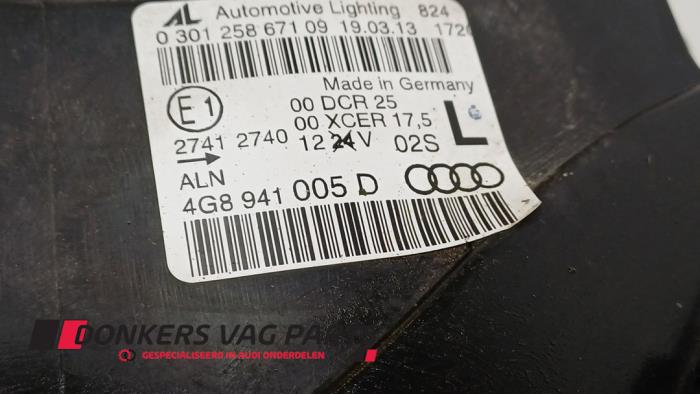 AL Automotive Lighting 824
0 301 258 671 09 19.03.13 172
Made in Germany
E1 00 DCR 25
00 XCER 17,5
2741 2740 12 24 V 02S L
ALN
4G8 941 005 D
DONKERS VAG
GESPECIALISEERD IN AUDI ONDERDELEN